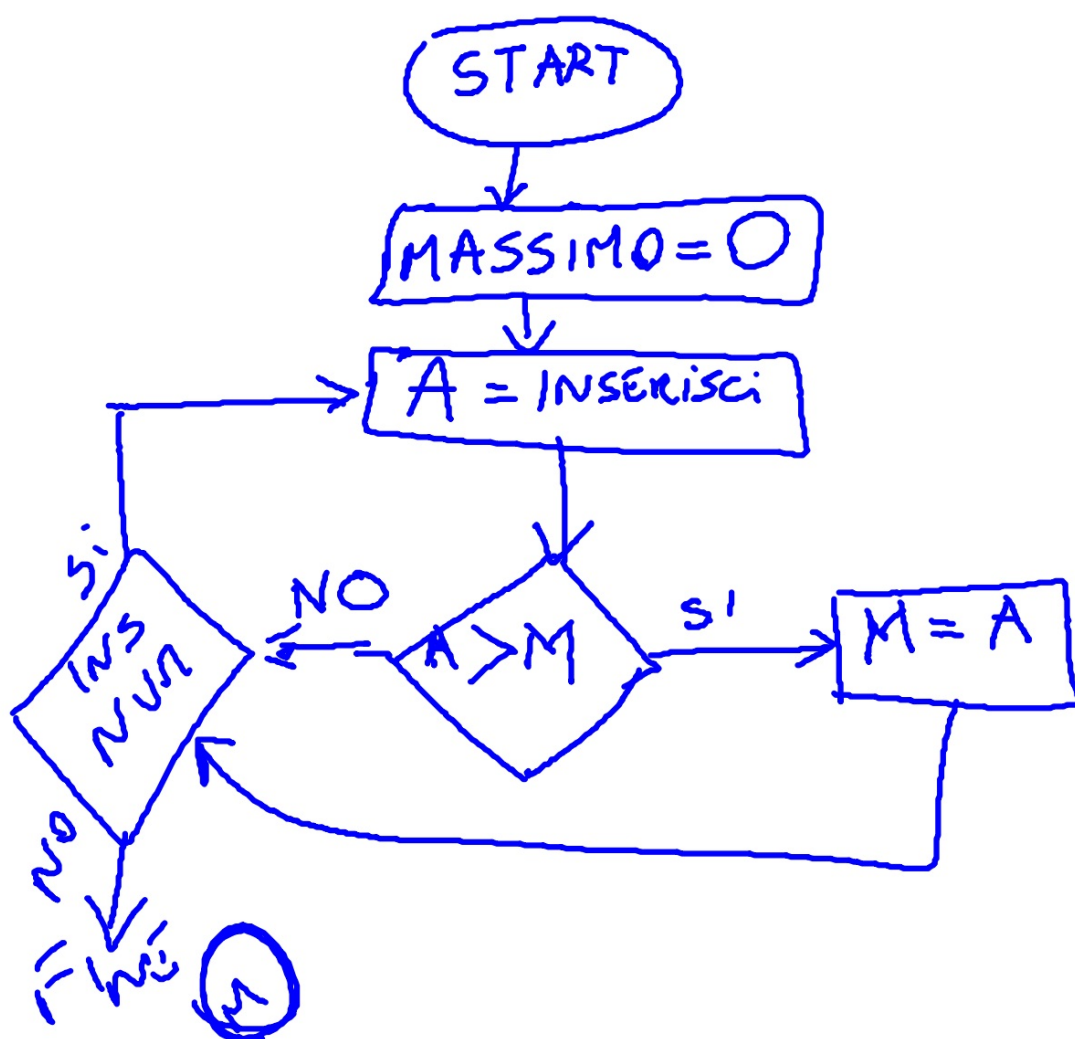 START
MASSIMO = 0
A = INSERISCI
Si
NO
A > M
SI
M = A
INS
NUM
NO
FINE
M